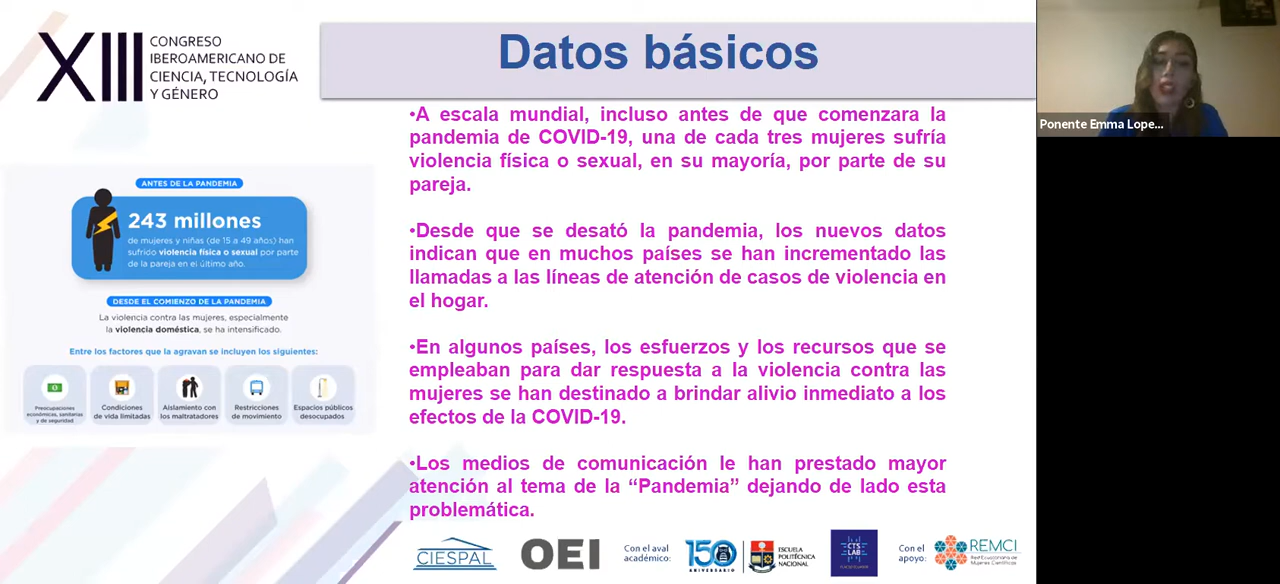 XIII
CONGRESO
IBEROAMERICANO DE
CIENCIA, TECNOLOGÍA
Y GÉNERO
Datos básicos
•A escala mundial, incluso antes de que comenzara la
pandemia de COVID-19, una de cada tres mujeres sufría
violencia física o sexual, en su mayoría, por parte de su
pareja.
•Desde que se desató la pandemia, los nuevos datos
indican que en muchos países se han incrementado las
llamadas a las líneas de atención de casos de violencia en
el hogar.
•En algunos países, los esfuerzos y los recursos que se
empleaban para dar respuesta a la violencia contra las
mujeres se han destinado a brindar alivio inmediato a los
efectos de la COVID-19.
•Los medios de comunicación le han prestado mayor
atención al tema de la “Pandemia” dejando de lado esta
problemática.
ANTES DE LA PANDEMIA
243 millones
de mujeres y niñas (de 15 a 49 años) han
sufrido violencia física o sexual por parte
de la pareja en el último año.
DESDE EL COMIENZO DE LA PANDEMIA
La violencia contra las mujeres, especialmente
la violencia doméstica, se ha intensificado.
Entre los factores que la agravan se incluyen los siguientes:
Preocupaciones
económicas, sanitarias
y de seguridad
Condiciones
de vida limitadas
Aislamiento con
los maltratadores
Restricciones
de movimiento
Espacios públicos
desocupados
CIESPAL
OEI
Con el aval
académico:
150
ANIVERSARIO
ESCUELA
POLITÉCNICA
NACIONAL
CTS
LAB
Con el
apoyo:
REMCI
Red Ecuatoriana de
Mujeres Científicas
Ponente Emma Lope...